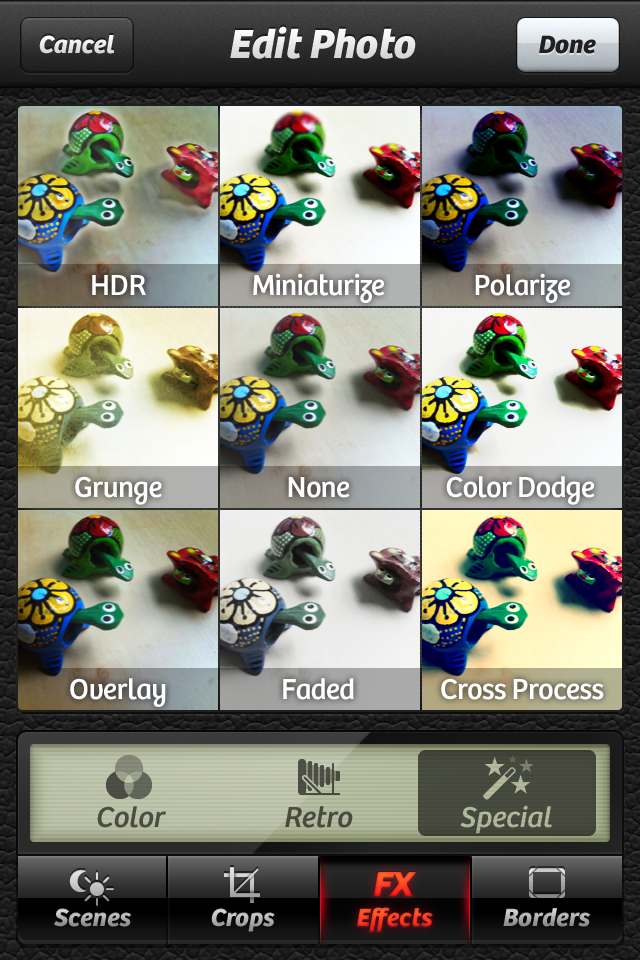 Cancel
Edit Photo
Done
HDR
Miniaturize
Polarize
Grunge
None
Color Dodge
Overlay
Faded
Cross Process
Color
Retro
Special
FX
Scenes
Crops
Effects
Borders